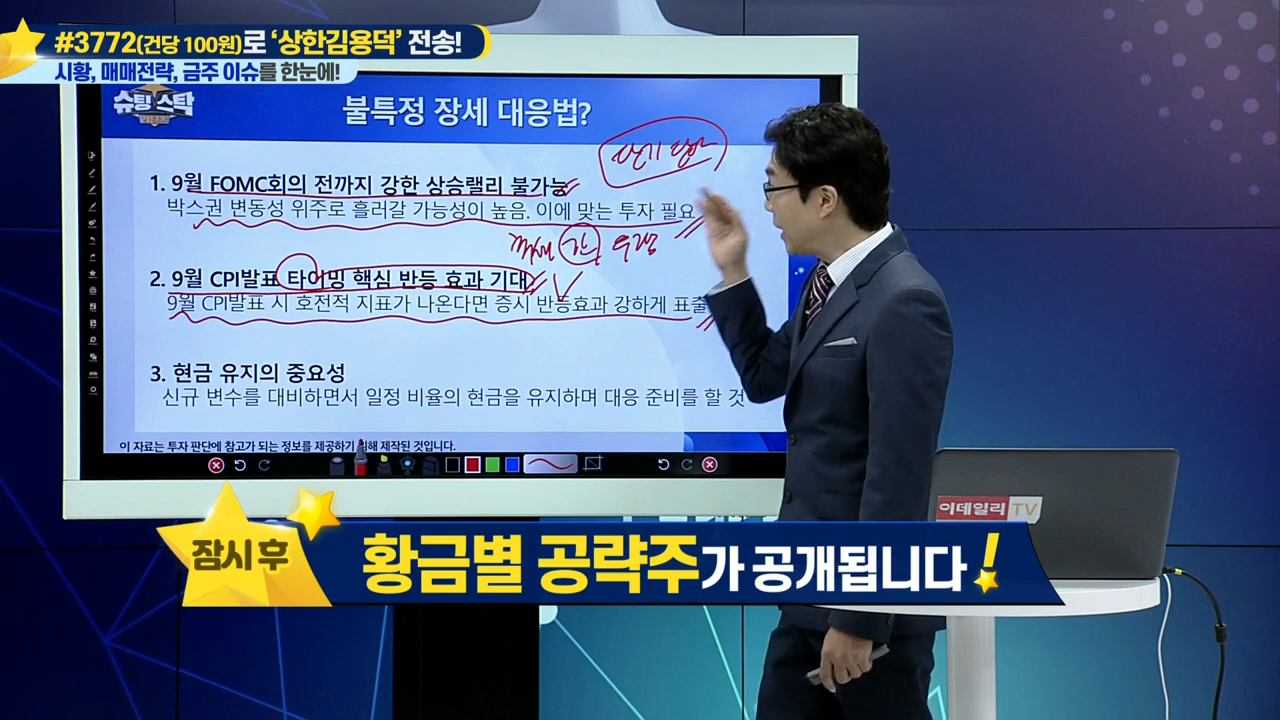 #3772(건당 100원)로 ‘상한김용덕’ 전송!
시황, 매매전략, 금주 이슈를 한눈에!
슈팅스탁
불특정 장세 대응법?
1. 9월 FOMC회의 전까지 강한 상승랠리 불가능
박스권 변동성 위주로 흘러갈 가능성이 높음. 이에 맞는 투자 필요
2. 9월 CPI발표 타이밍 핵심 반등 효과 기대
9월 CPI발표 시 호전적 지표가 나온다면 증시 반등효과 강하게 표출
3. 현금 유지의 중요성
신규 변수를 대비하면서 일정 비율의 현금을 유지하며 대응 준비를 할 것
이 자료는 투자 판단에 참고가 되는 정보를 제공하기 위해 제작된 것입니다.
이데일리 TV
잠시 후
황금별 공략주가 공개됩니다!